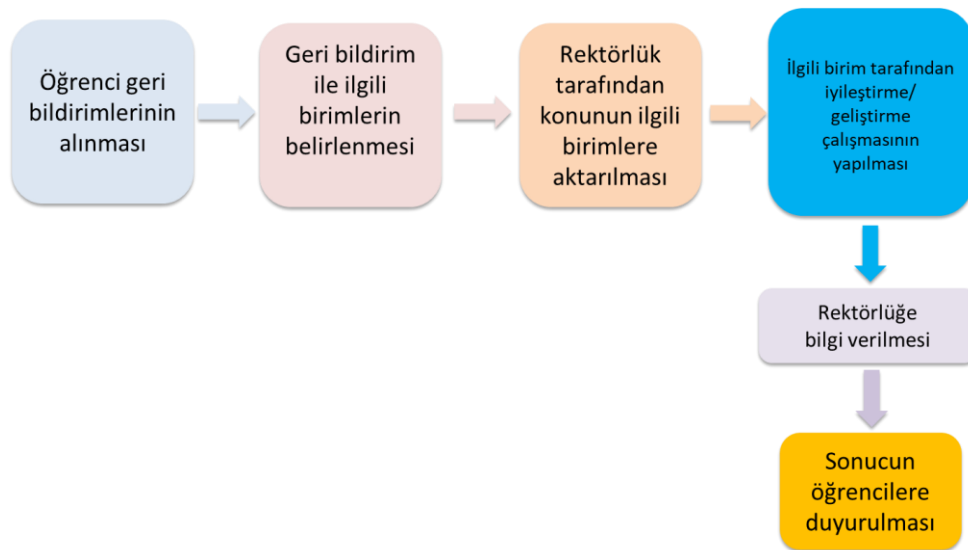 Öğrenci geri
bildirimlerinin
alınması
Geri bildirim
ile ilgili
birimlerin
belirlenmesi
Rektörlük
tarafından
konunun ilgili
birimlere
aktarılması
İlgili birim tarafından
iyileştirme/
geliştirme
çalışmasının
yapılması
Rektörlüğe
bilgi verilmesi
Sonucun
öğrencilere
duyurulması